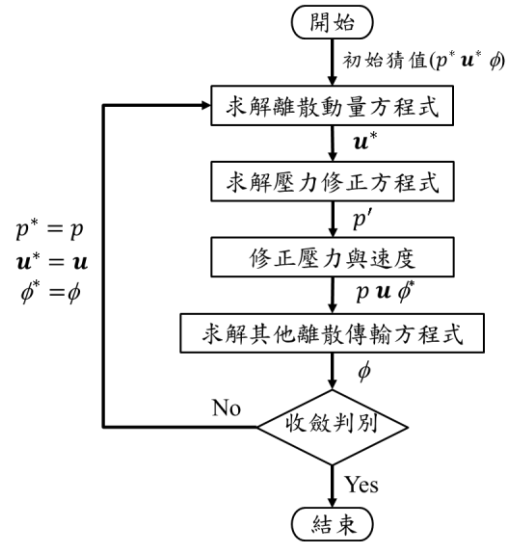 開始
初始猜值(p* u* ϕ)
求解離散動量方程式
u*
求解壓力修正方程式
p′
修正壓力與速度
p u ϕ*
求解其他離散傳輸方程式
ϕ
收斂判別
No
p* = p
u* = u
ϕ* =ϕ
Yes
結束